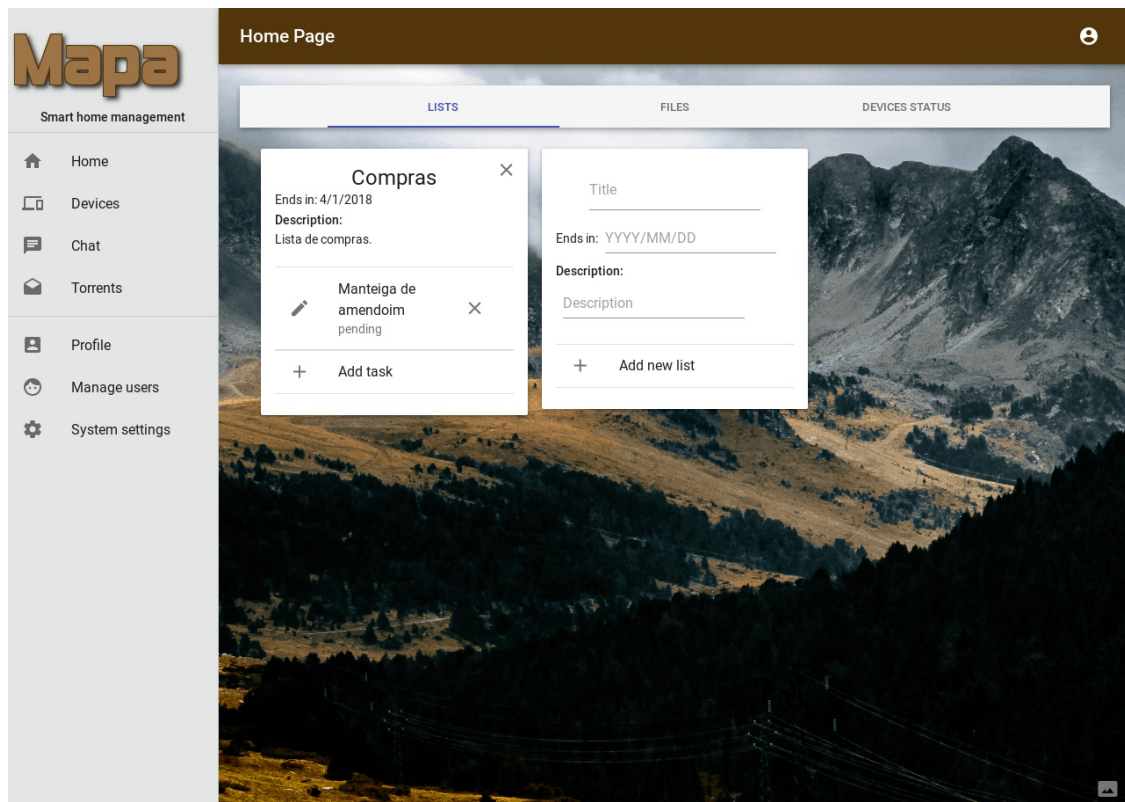 Mapa
Smart home management
Home
Devices
Chat
Torrents
Profile
Manage users
System settings
Home Page
LISTS
FILES
DEVICES STATUS
Compras
Ends in: 4/1/2018
Description:
Lista de compras.
Manteiga de
amendoim
pending
Add task
Title
Ends in: YYYY/MM/DD
Description:
Description
Add new list